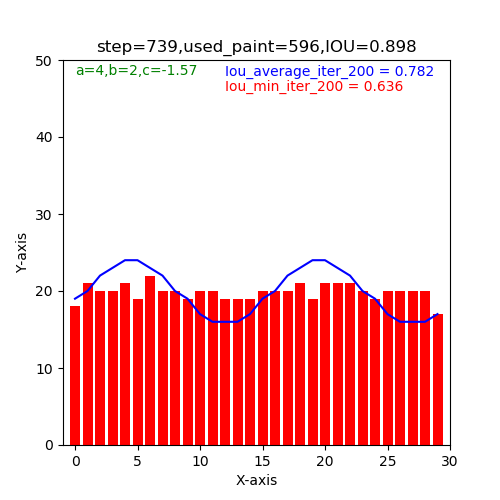 step=739,used_paint=596,IOU=0.898
a=4,b=2,c=-1.57
Iou_average_iter_200 = 0.782
Iou_min_iter_200 = 0.636
50
40
30
20
10
0
Y-axis
0 5 10 15 20 25 30
X-axis